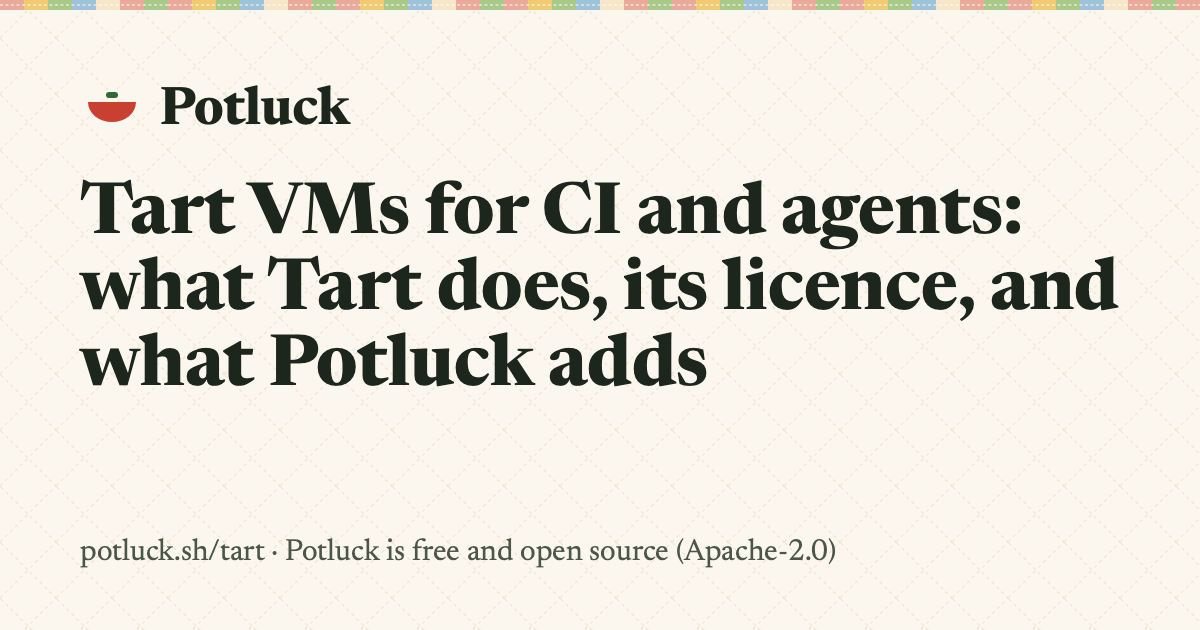 Potluck
Tart VMs for CI and agents:
what Tart does, its licence, and
what Potluck adds
potluck.sh/tart · Potluck is free and open source (Apache-2.0)